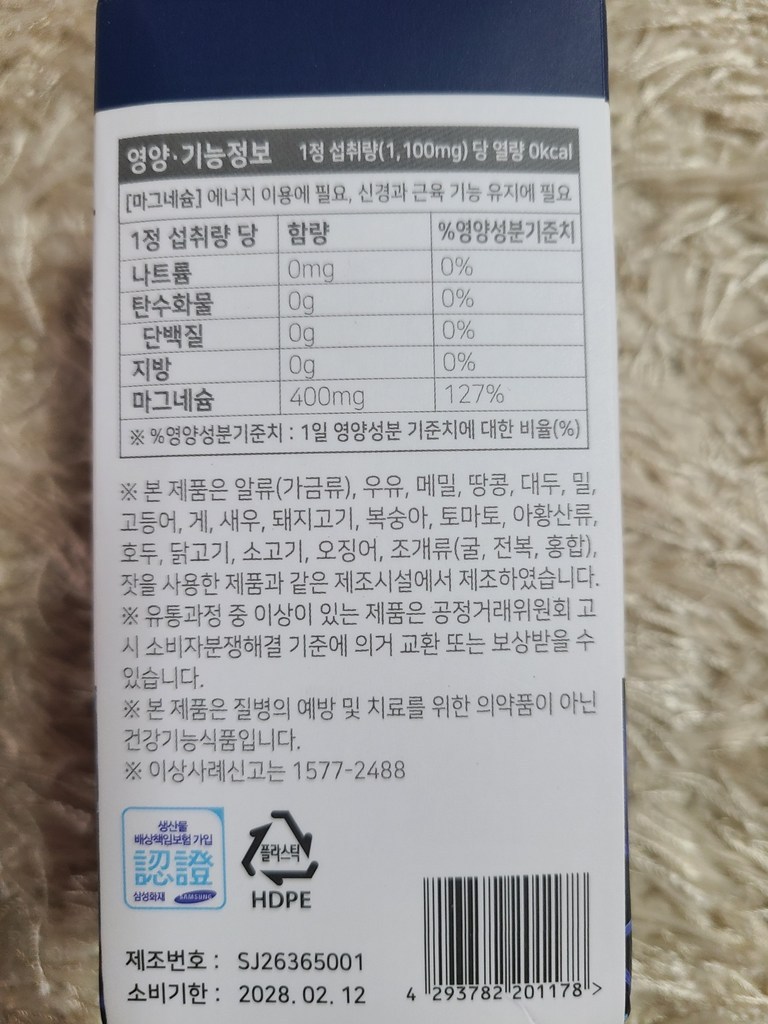 영양·기능정보 1정 섭취량(1,100mg) 당 열량 0kcal
[마그네슘] 에너지 이용에 필요, 신경과 근육 기능 유지에 필요
1정 섭취량 당 함량 %영양성분기준치
나트륨 0mg 0%
탄수화물 0g 0%
단백질 0g 0%
지방 0g 0%
마그네슘 400mg 127%
※ %영양성분기준치 : 1일 영양성분 기준치에 대한 비율(%)
※ 본 제품은 알류(가금류), 우유, 메밀, 땅콩, 대두, 밀,
고등어, 게, 새우, 돼지고기, 복숭아, 토마토, 아황산류,
호두, 닭고기, 소고기, 오징어, 조개류(굴, 전복, 홍합),
잣을 사용한 제품과 같은 제조시설에서 제조하였습니다.
※ 유통과정 중 이상이 있는 제품은 공정거래위원회 고
시 소비자분쟁해결 기준에 의거 교환 또는 보상받을 수
있습니다.
※ 본 제품은 질병의 예방 및 치료를 위한 의약품이 아닌
건강기능식품입니다.
※ 이상사례신고는 1577-2488
생산물
배상책임보험 가입
認證
삼성화재 SAMSUNG
플라스틱
HDPE
제조번호 : SJ26365001
소비기한 : 2028. 02. 12
4 293782 201178 >